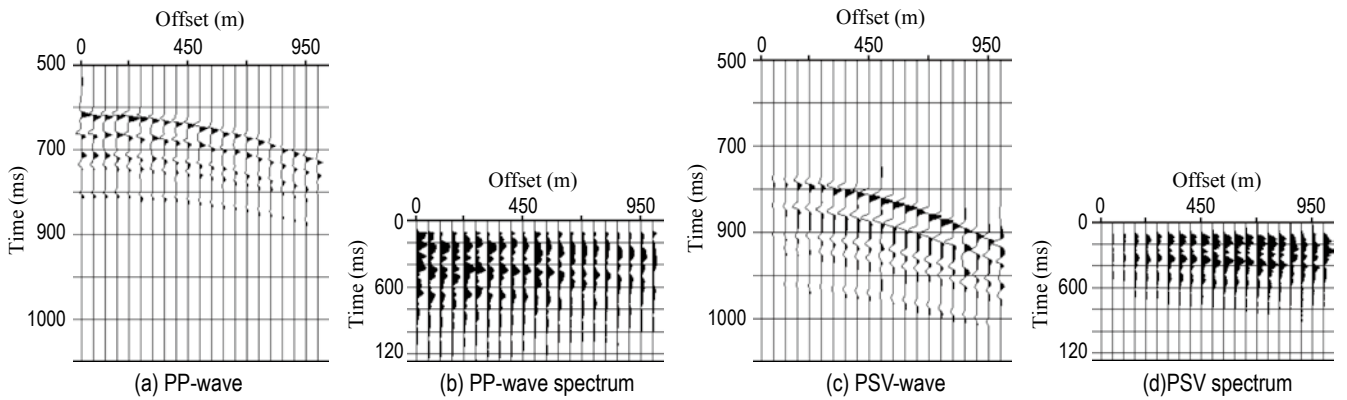 Offset (m)
0 450 950
500
700
900
1000
Time (ms)
(a) PP-wave
Offset (m)
0 450 950
0
600
120
Time (ms)
(b) PP-wave spectrum
Offset (m)
0 450 950
500
700
900
1000
Time (ms)
(c) PSV-wave
Offset (m)
0 450 950
0
600
120
Time (ms)
(d)PSV spectrum